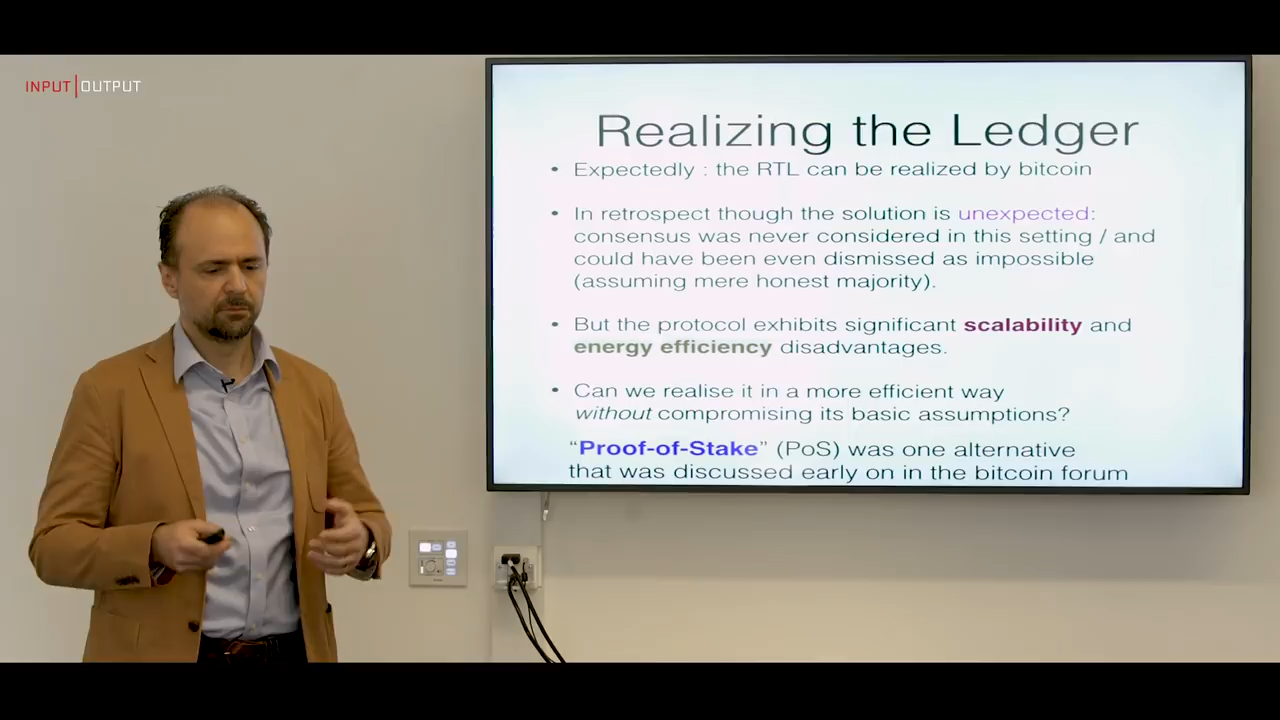 INPUT|OUTPUT
Realizing the Ledger
• Expectedly : the RTL can be realized by bitcoin
• In retrospect though the solution is unexpected:
consensus was never considered in this setting / and
could have been even dismissed as impossible
(assuming mere honest majority).
• But the protocol exhibits significant scalability and
energy efficiency disadvantages.
• Can we realise it in a more efficient way
without compromising its basic assumptions?
“Proof-of-Stake” (PoS) was one alternative
that was discussed early on in the bitcoin forum